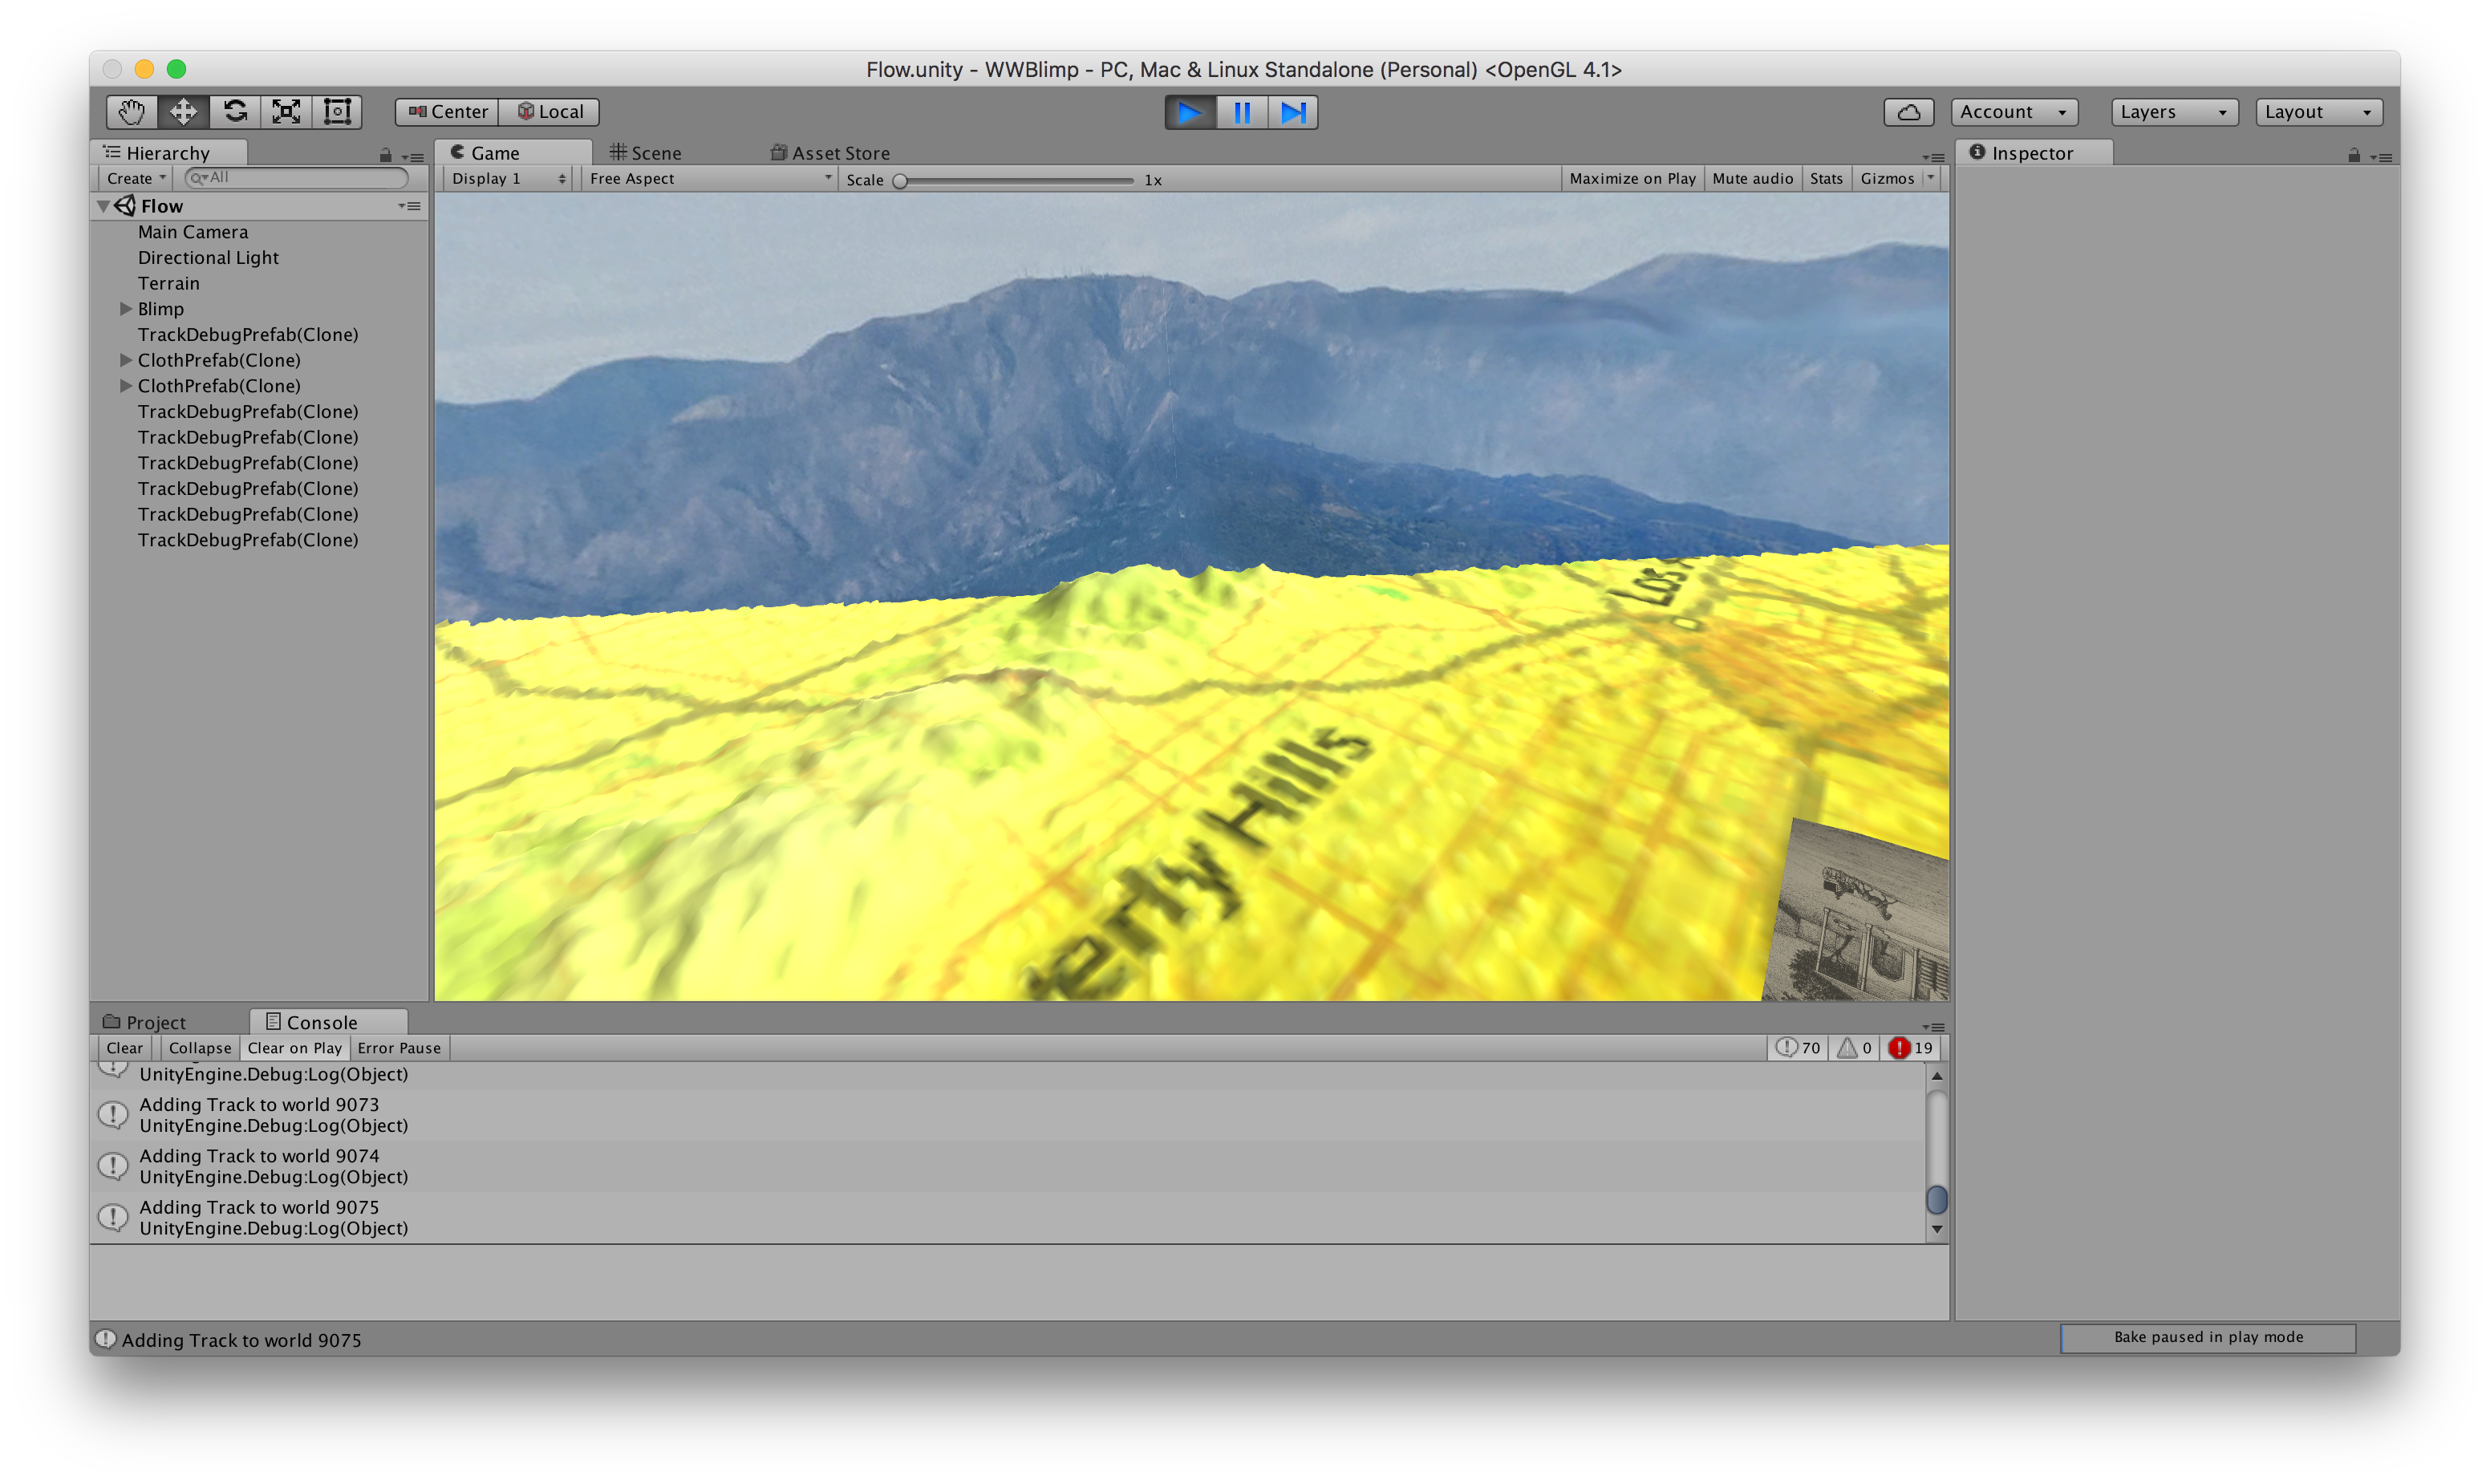 Flow.unity - WWBlimp - PC, Mac & Linux Standalone (Personal) <OpenGL 4.1>
Center Local Account Layers Layout
Hierarchy
Create All
Flow
Main Camera
Directional Light
Terrain
Blimp
TrackDebugPrefab(Clone)
ClothPrefab(Clone)
ClothPrefab(Clone)
TrackDebugPrefab(Clone)
TrackDebugPrefab(Clone)
TrackDebugPrefab(Clone)
TrackDebugPrefab(Clone)
TrackDebugPrefab(Clone)
TrackDebugPrefab(Clone)
Game Scene Asset Store
Display 1 Free Aspect Scale 1x Maximize on Play Mute audio Stats Gizmos
Los
erly Hills
Inspector
Project Console
Clear Collapse Clear on Play Error Pause 70 0 19
UnityEngine.Debug:Log(Object)
Adding Track to world 9073
UnityEngine.Debug:Log(Object)
Adding Track to world 9074
UnityEngine.Debug:Log(Object)
Adding Track to world 9075
UnityEngine.Debug:Log(Object)
Adding Track to world 9075
Bake paused in play mode